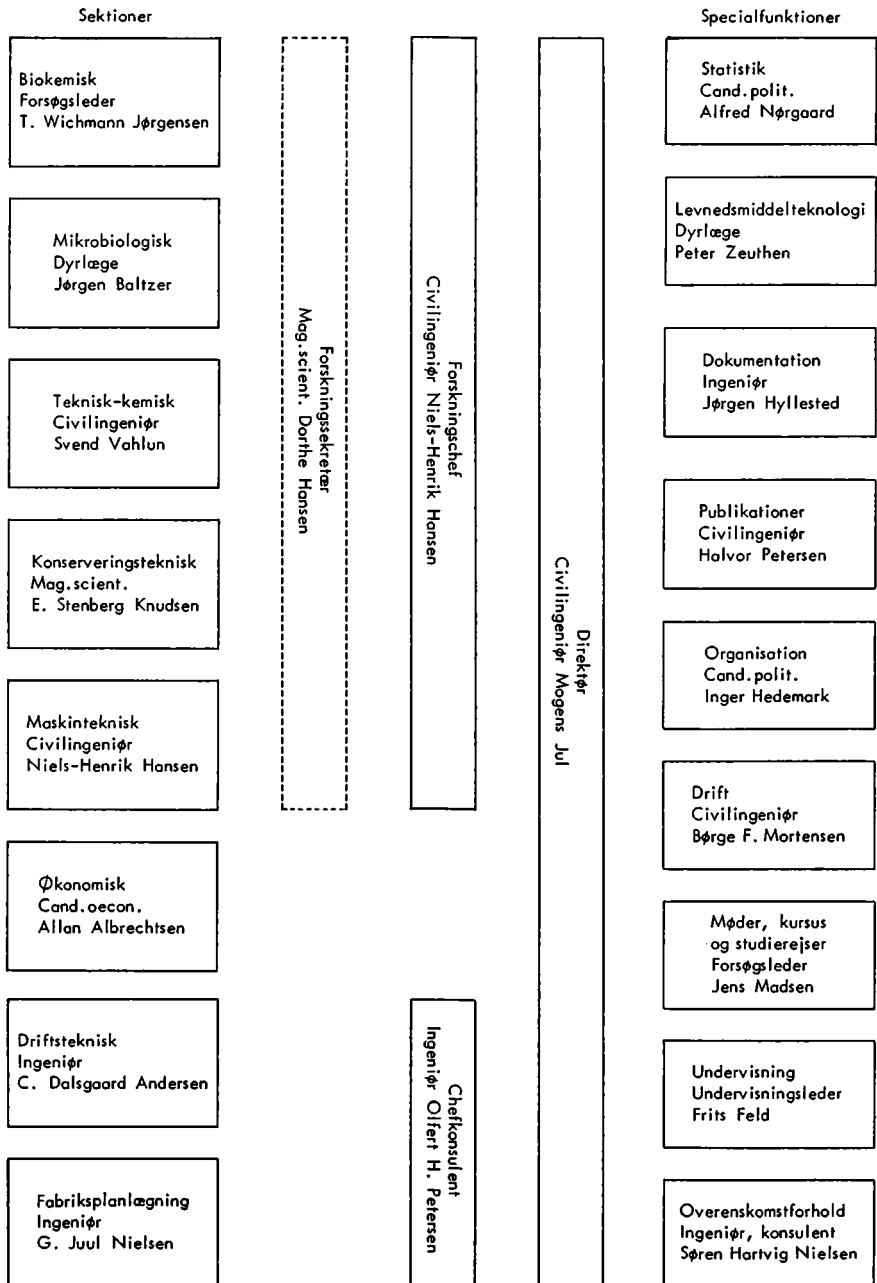 Sektioner
Biokemisk
Forsøgsleder
T. Wichmann Jørgensen
Mikrobiologisk
Dyrlæge
Jørgen Baltzer
Teknisk-kemisk
Civilingeniør
Svend Vahlun
Konserveringsteknisk
Mag.scient.
E. Stenberg Knudsen
Maskinteknisk
Civilingeniør
Niels-Henrik Hansen
Økonomisk
Cand.oecon.
Allan Albrechtsen
Driftsteknisk
Ingeniør
C. Dalsgaard Andersen
Fabriksplanlægning
Ingeniør
G. Juul Nielsen
Forskningssekretær
Mag.scient. Dorthe Hansen
Forskningschef
Civilingeniør Niels-Henrik Hansen
Chefkonsulent
Ingeniør Olfert H. Petersen
Direktør
Civilingeniør Mogens Jul
Specialfunktioner
Statistik
Cand.polit.
Alfred Nørgaard
Levnedsmiddelteknologi
Dyrlæge
Peter Zeuthen
Dokumentation
Ingeniør
Jørgen Hyllested
Publikationer
Civilingeniør
Halvor Petersen
Organisation
Cand.polit.
Inger Hedemark
Drift
Civilingeniør
Børge F. Mortensen
Møder, kursus
og studierejser
Forsøgsleder
Jens Madsen
Undervisning
Undervisningsleder
Frits Feld
Overenskomstforhold
Ingeniør, konsulent
Søren Hartvig Nielsen